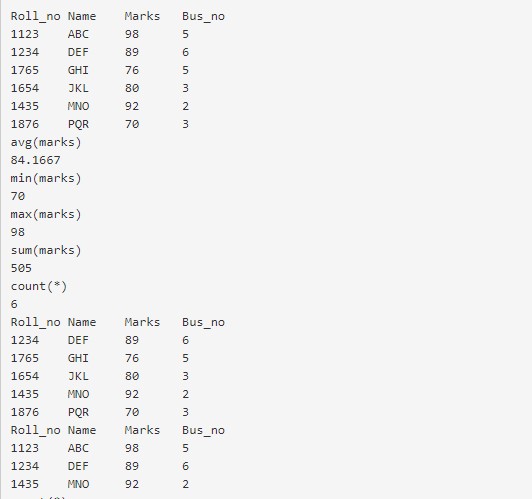 Roll_no Name Marks Bus_no
1123 ABC 98 5
1234 DEF 89 6
1765 GHI 76 5
1654 JKL 80 3
1435 MNO 92 2
1876 PQR 70 3
avg(marks)
84.1667
min(marks)
70
max(marks)
98
sum(marks)
505
count(*)
6
Roll_no Name Marks Bus_no
1234 DEF 89 6
1765 GHI 76 5
1654 JKL 80 3
1435 MNO 92 2
1876 PQR 70 3
Roll_no Name Marks Bus_no
1123 ABC 98 5
1234 DEF 89 6
1435 MNO 92 2